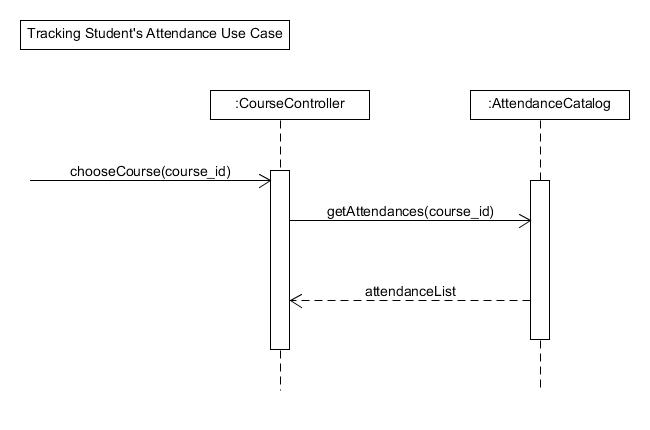 Tracking Student's Attendance Use Case
:CourseController
:AttendanceCatalog
chooseCourse(course_id)
getAttendances(course_id)
attendanceList